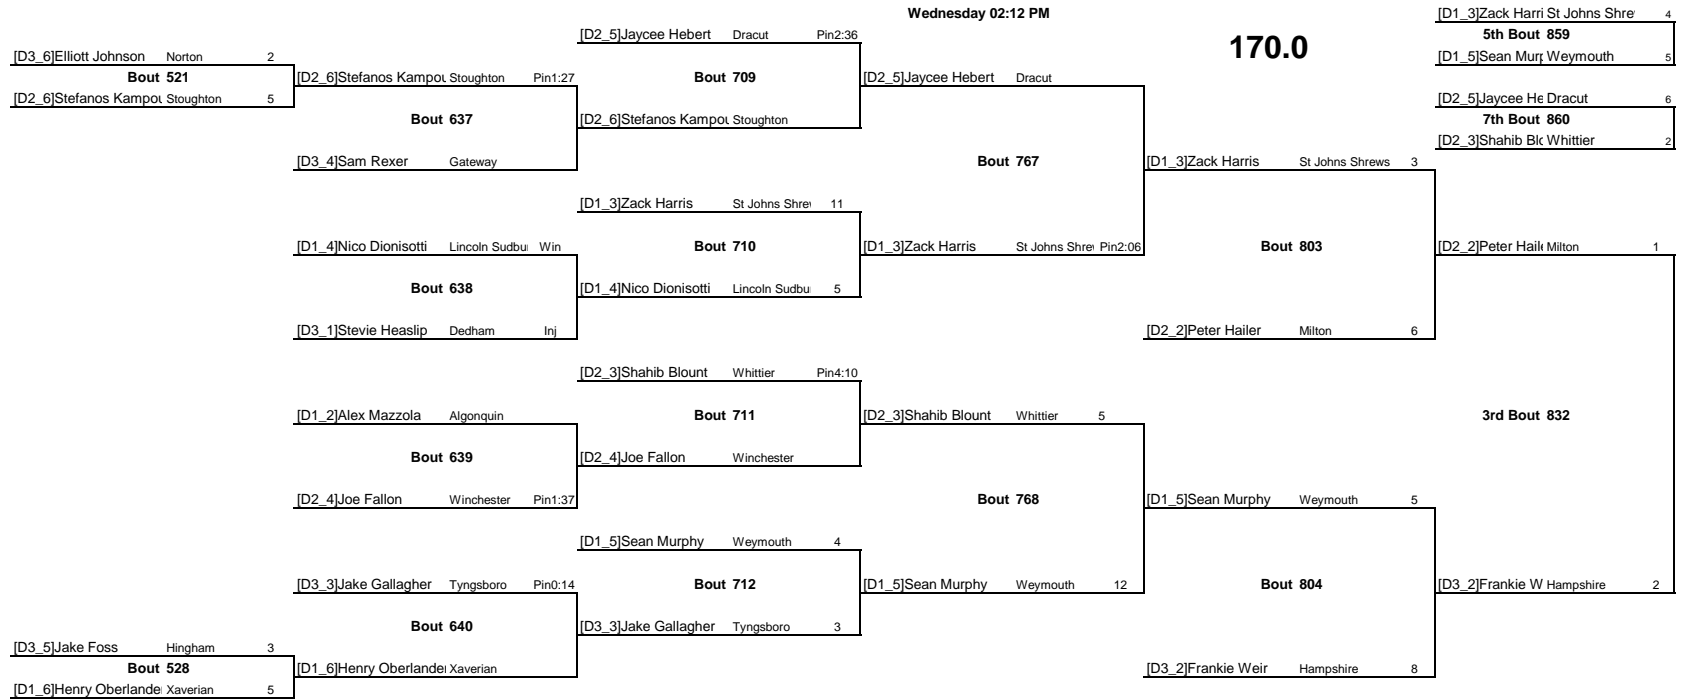 Wednesday 02:12 PM
170.0
[D3_6]Elliott Johnson Norton 2
Bout 521
[D2_6]Stefanos Kampou Stoughton 5
[D3_5]Jake Foss Hingham 3
Bout 528
[D1_6]Henry Oberlander Xaverian 5
[D2_6]Stefanos Kampou Stoughton Pin1:27
Bout 637
[D3_4]Sam Rexer Gateway
[D1_4]Nico Dionisotti Lincoln Sudbu Win
Bout 638
[D3_1]Stevie Heaslip Dedham Inj
[D1_2]Alex Mazzola Algonquin
Bout 639
[D2_4]Joe Fallon Winchester Pin1:37
[D3_3]Jake Gallagher Tyngsboro Pin0:14
Bout 640
[D1_6]Henry Oberlander Xaverian
[D2_5]Jaycee Hebert Dracut Pin2:36
Bout 709
[D2_6]Stefanos Kampou Stoughton
[D1_3]Zack Harris St Johns Shre 11
Bout 710
[D1_4]Nico Dionisotti Lincoln Sudbu 5
[D2_3]Shahib Blount Whittier Pin4:10
Bout 711
[D2_4]Joe Fallon Winchester
[D1_5]Sean Murphy Weymouth 4
Bout 712
[D3_3]Jake Gallagher Tyngsboro 3
[D2_5]Jaycee Hebert Dracut
Bout 767
[D1_3]Zack Harris St Johns Shre Pin2:06
[D2_3]Shahib Blount Whittier 5
Bout 768
[D1_5]Sean Murphy Weymouth 12
[D1_3]Zack Harris St Johns Shrews 3
Bout 803
[D2_2]Peter Hailer Milton 6
[D1_5]Sean Murphy Weymouth 5
Bout 804
[D3_2]Frankie Weir Hampshire 8
[D2_2]Peter Haile Milton 1
3rd Bout 832
[D3_2]Frankie W Hampshire 2
[D1_3]Zack Harri St Johns Shre 4
5th Bout 859
[D1_5]Sean Murp Weymouth 5
[D2_5]Jaycee He Dracut 6
7th Bout 860
[D2_3]Shahib Blo Whittier 2